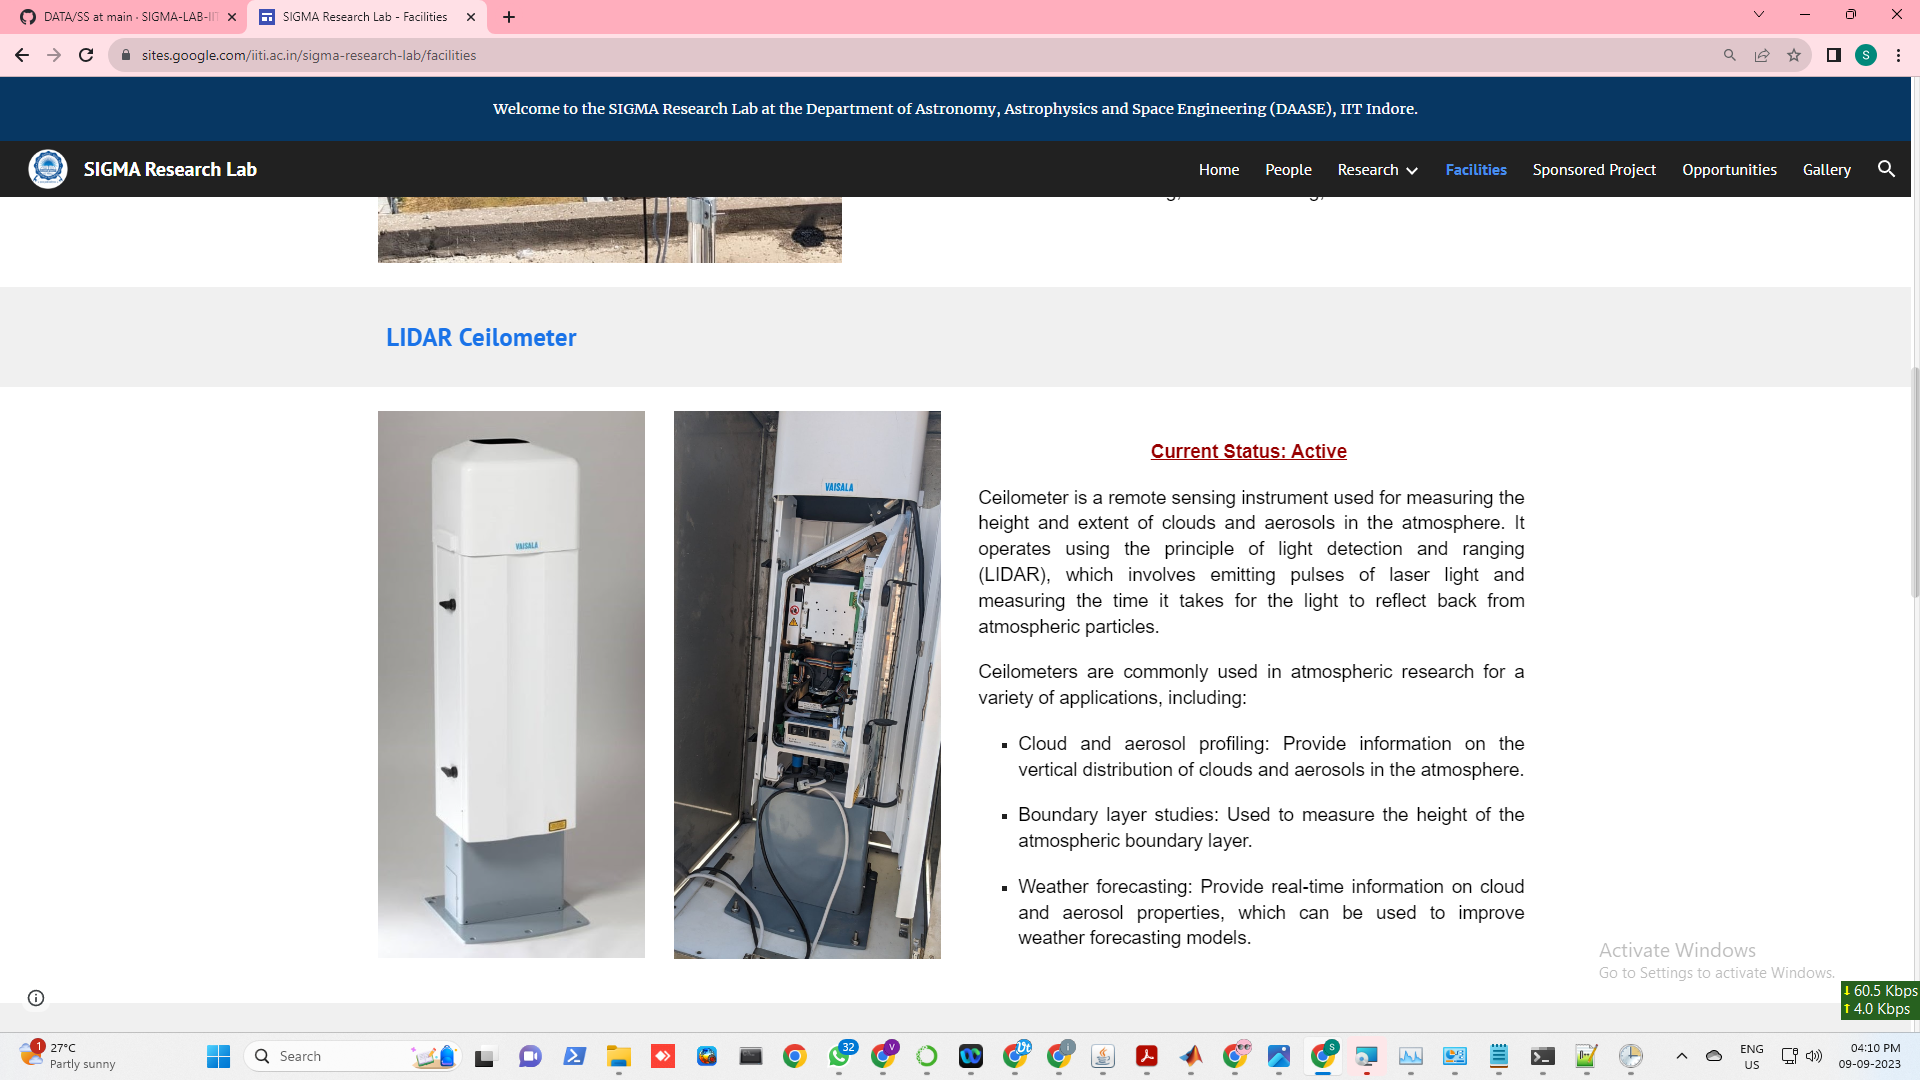 DATA/SS at main · SIGMA-LAB-IIT
SIGMA Research Lab - Facilities
sites.google.com/iiti.ac.in/sigma-research-lab/facilities
S
Welcome to the SIGMA Research Lab at the Department of Astronomy, Astrophysics and Space Engineering (DAASE), IIT Indore.
SIGMA Research Lab
Home
People
Research
Facilities
Sponsored Project
Opportunities
Gallery
LIDAR Ceilometer
VAISALA
VAISALA
Current Status: Active
Ceilometer is a remote sensing instrument used for measuring the
height and extent of clouds and aerosols in the atmosphere. It
operates using the principle of light detection and ranging
(LIDAR), which involves emitting pulses of laser light and
measuring the time it takes for the light to reflect back from
atmospheric particles.
Ceilometers are commonly used in atmospheric research for a
variety of applications, including:
▪ Cloud and aerosol profiling: Provide information on the
vertical distribution of clouds and aerosols in the atmosphere.
▪ Boundary layer studies: Used to measure the height of the
atmospheric boundary layer.
▪ Weather forecasting: Provide real-time information on cloud
and aerosol properties, which can be used to improve
weather forecasting models.
Activate Windows
Go to Settings to activate Windows.
60.5 Kbps
4.0 Kbps
1
27°C
Partly sunny
Search
32
V
S
ENG
US
04:10 PM
09-09-2023